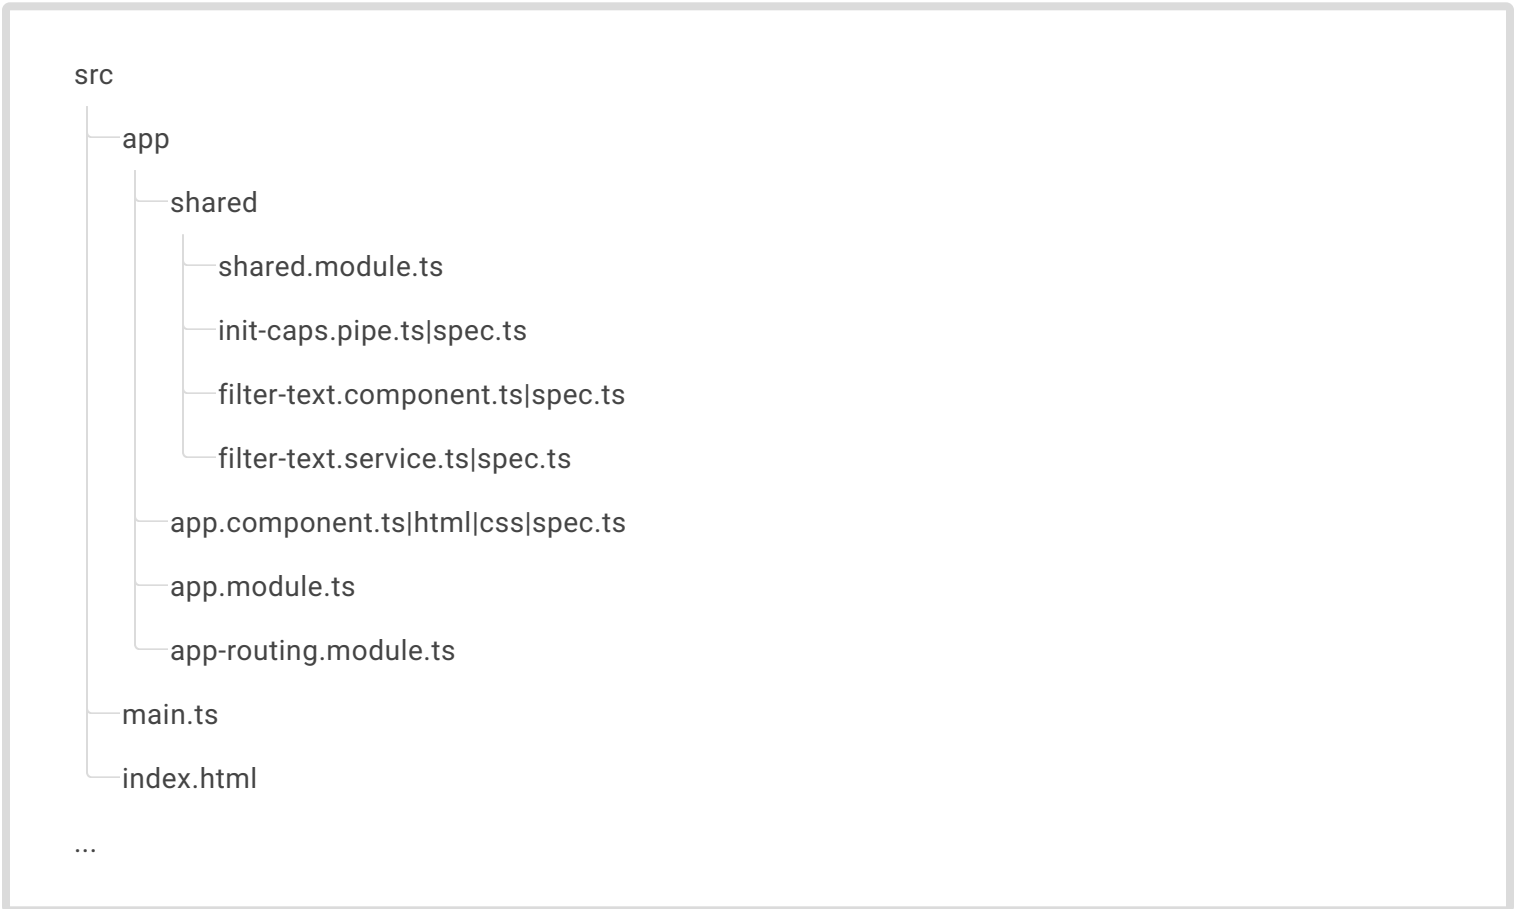 src
app
shared
shared.module.ts
init-caps.pipe.ts|spec.ts
filter-text.component.ts|spec.ts
filter-text.service.ts|spec.ts
app.component.ts|html|css|spec.ts
app.module.ts
app-routing.module.ts
main.ts
index.html
...